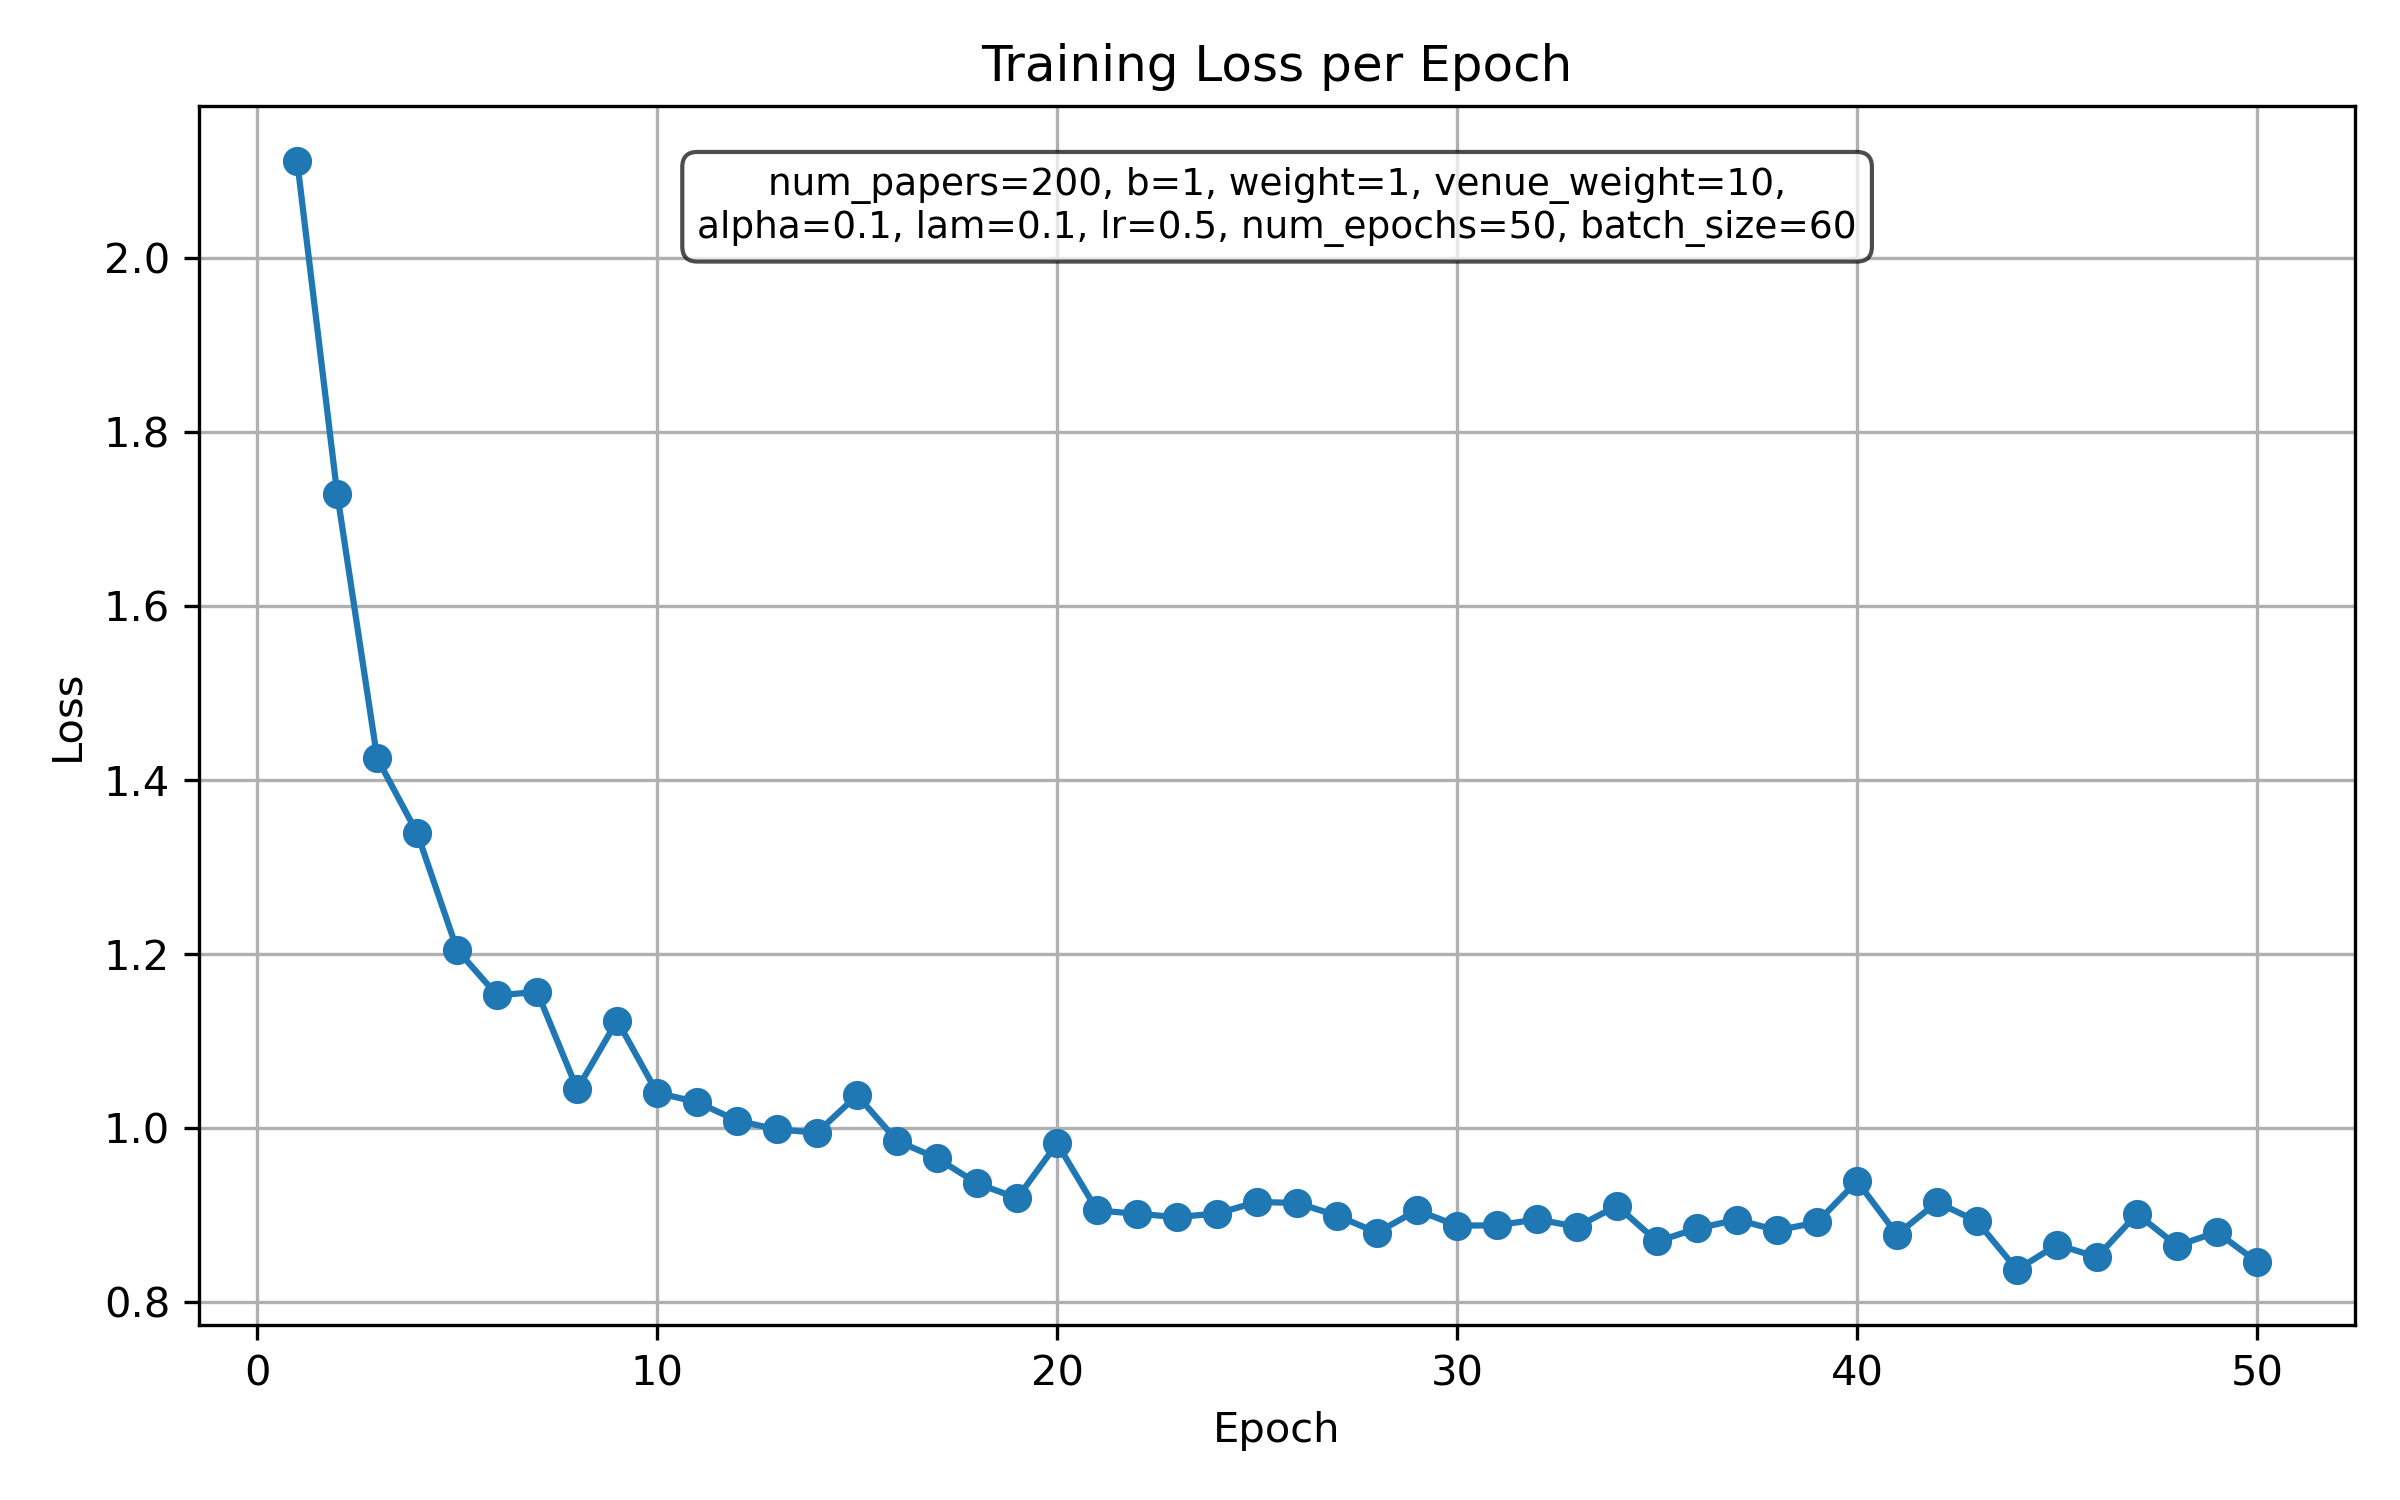 Training Loss per Epoch
num_papers=200, b=1, weight=1, venue_weight=10,
alpha=0.1, lam=0.1, lr=0.5, num_epochs=50, batch_size=60
2.0
1.8
1.6
1.4
1.2
1.0
0.8
Loss
0 10 20 30 40 50
Epoch